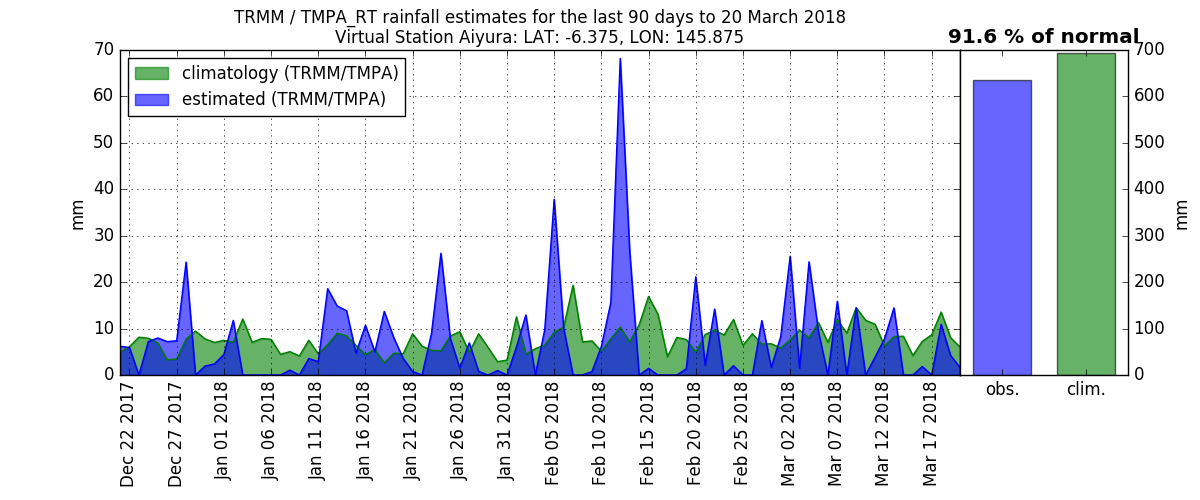 TRMM / TMPA_RT rainfall estimates for the last 90 days to 20 March 2018
Virtual Station Aiyura: LAT: -6.375, LON: 145.875
91.6 % of normal
climatology (TRMM/TMPA)
estimated (TRMM/TMPA)
mm
70
60
50
40
30
20
10
0
Dec 22 2017
Dec 27 2017
Jan 01 2018
Jan 06 2018
Jan 11 2018
Jan 16 2018
Jan 21 2018
Jan 26 2018
Jan 31 2018
Feb 05 2018
Feb 10 2018
Feb 15 2018
Feb 20 2018
Feb 25 2018
Mar 02 2018
Mar 07 2018
Mar 12 2018
Mar 17 2018
obs.
clim.
700
600
500
400
300
200
100
0
mm